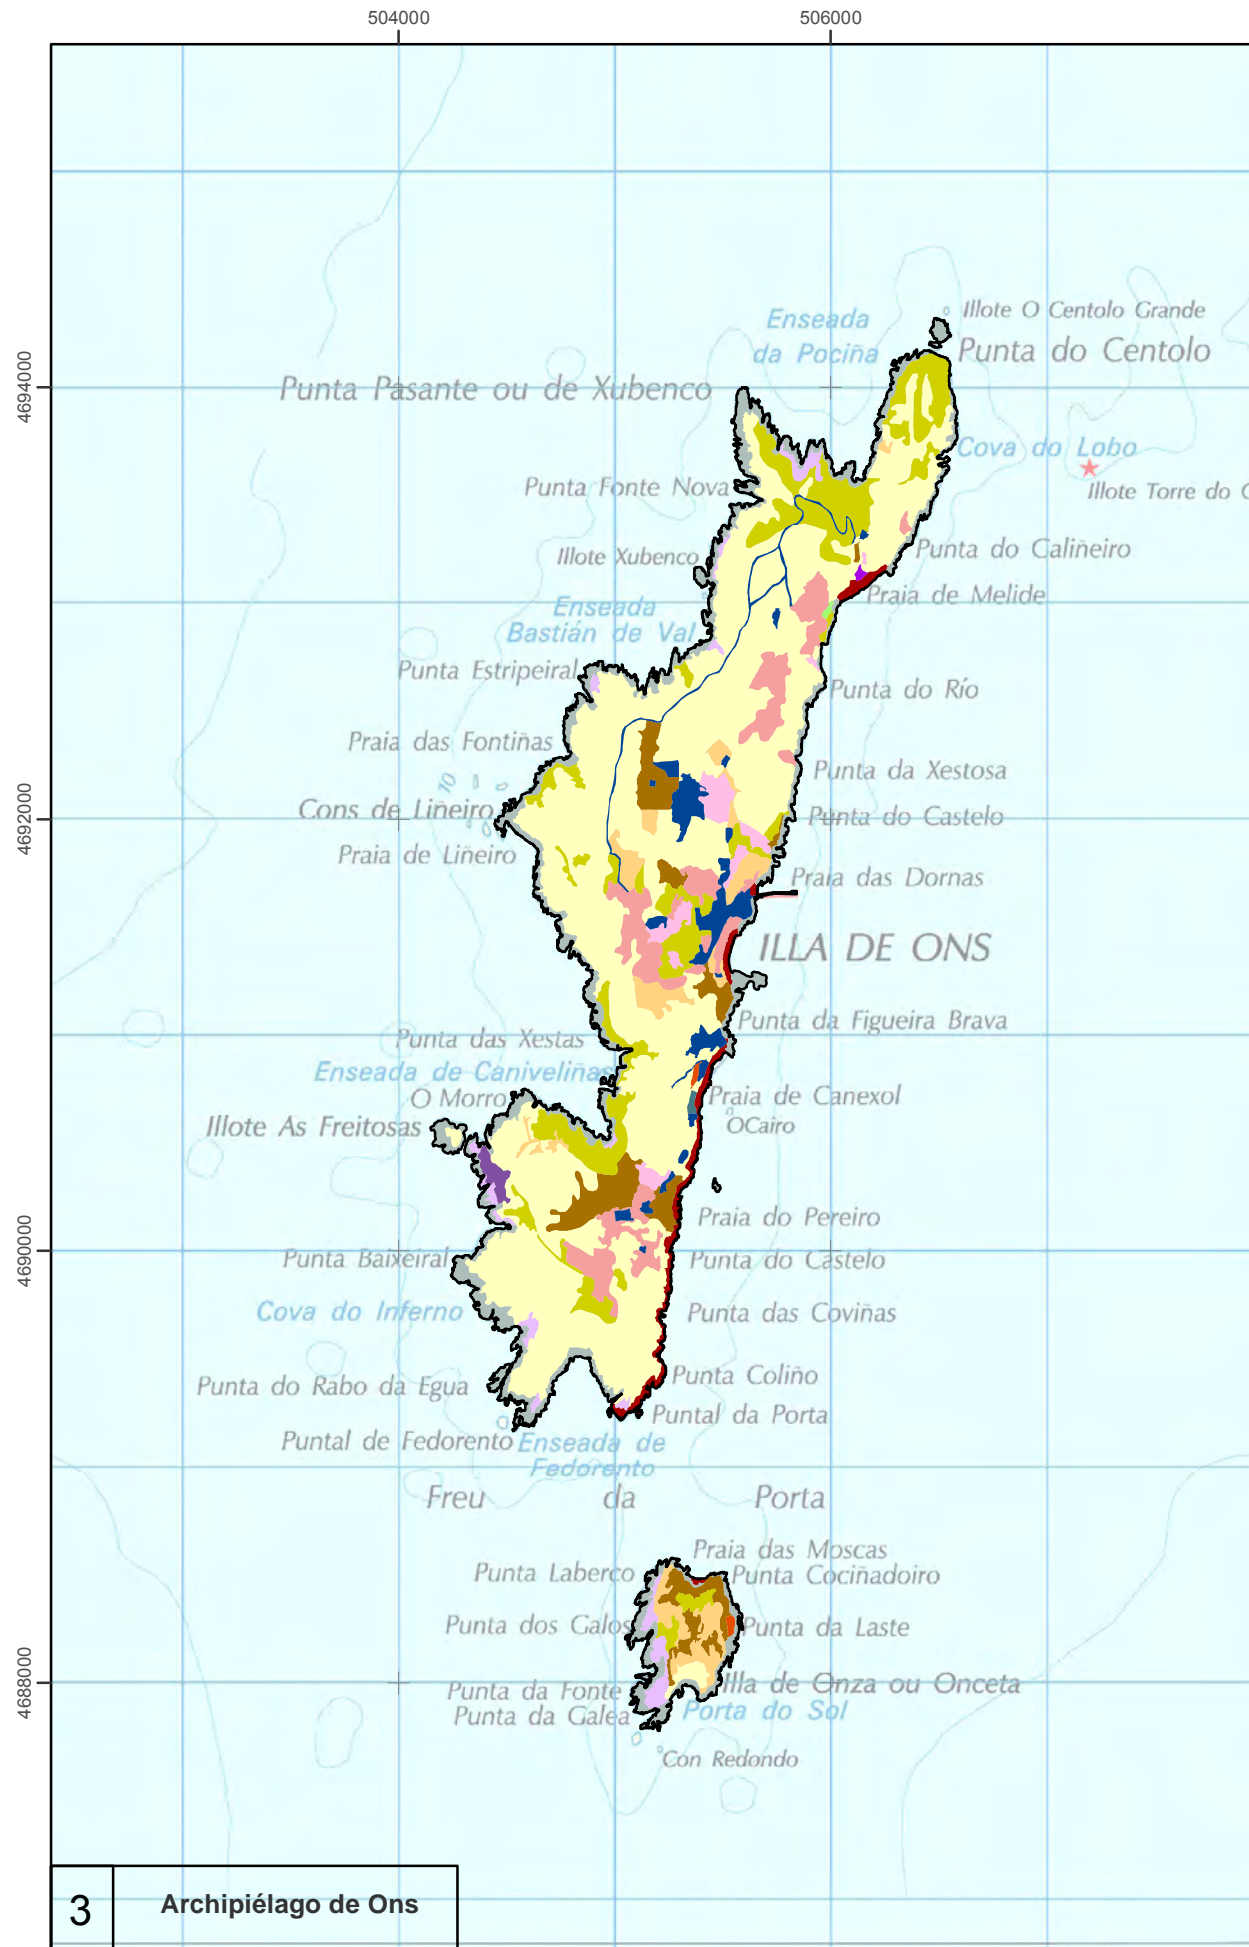 504000 506000
4694000
4692000
4690000
4688000
Illote O Centolo Grande
Enseada
da Pociña
Punta do Centolo
Punta Pasante ou de Xubenco
Cova do Lobo
Punta Fonte Nova
Illote Torre do
Illote Xubenco
Punta do Caliñeiro
Praia de Melide
Enseada
Bastián de Val
Punta Estripeiral
Punta do Río
Praia das Fontiñas
Punta da Xestosa
10
Cons de Liñeiro
Punta do Castelo
Praia de Liñeiro
Praia das Dornas
ILLA DE ONS
Punta da Figueira Brava
Punta das Xestas
Enseada de Caniveliñas
O Morro
Praia de Canexol
Illote As Freitosas
OCairo
Praia do Pereiro
Punta Baixeiral
Punta do Castelo
Cova do Inferno
Punta das Coviñas
Punta do Rabo da Egua
Punta Coliño
Puntal da Porta
Puntal de Fedorento
Enseada de
Fedorento
Freu da Porta
Praia das Moscas
Punta Laberco
Punta Cociñadoiro
Punta dos Galos
Punta da Laste
Illa de Onza ou Onceta
Punta da Fonte
Punta da Galea
Porta do Sol
Con Redondo
3 Archipiélago de Ons